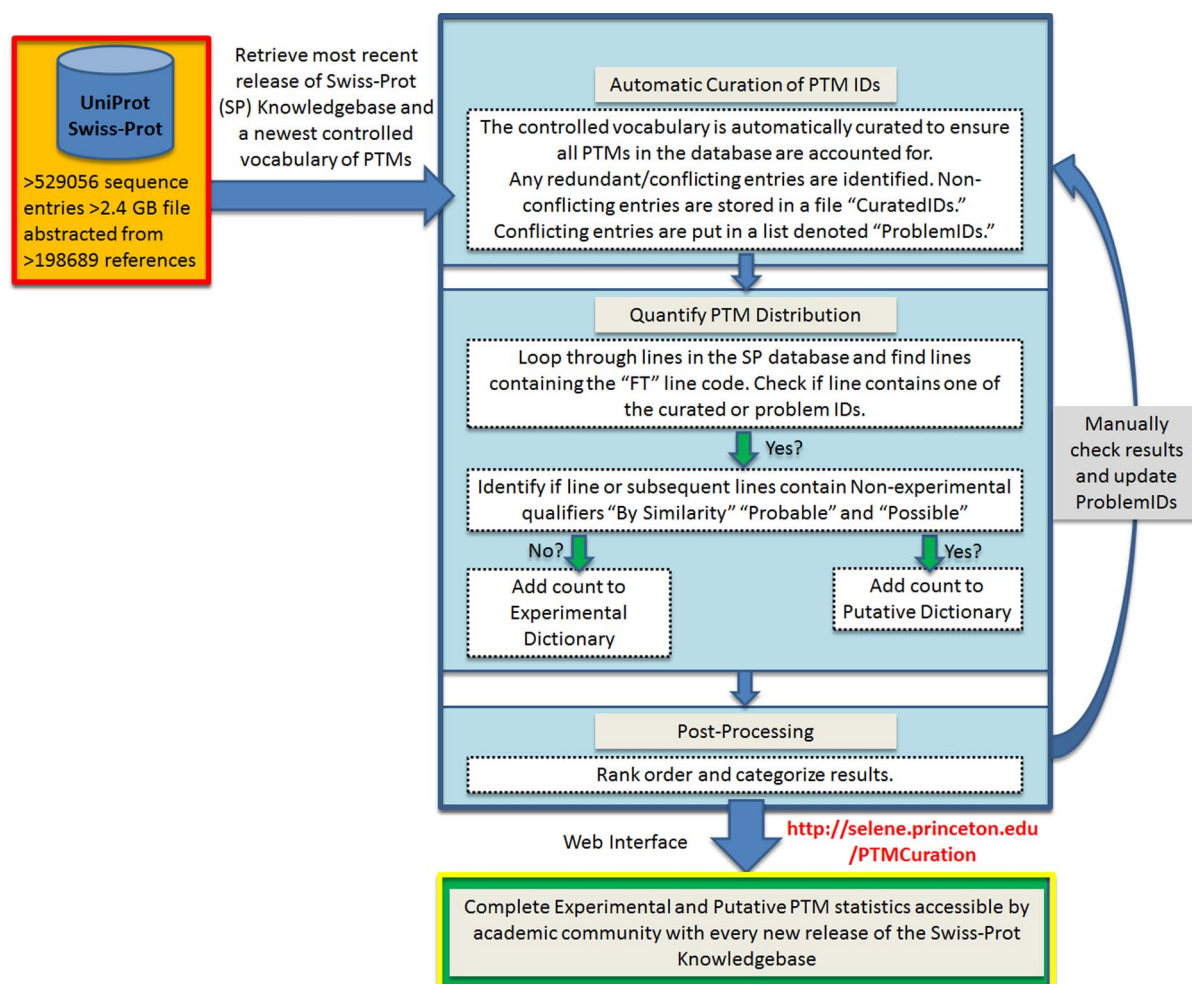 UniProt
Swiss-Prot
>529056 sequence
entries >2.4 GB file
abstracted from
>198689 references
Retrieve most recent
release of Swiss-Prot
(SP) Knowledgebase and
a newest controlled
vocabulary of PTMs
Automatic Curation of PTM IDs
The controlled vocabulary is automatically curated to ensure
all PTMs in the database are accounted for.
Any redundant/conflicting entries are identified. Non-
conflicting entries are stored in a file “CuratedIDs.”
Conflicting entries are put in a list denoted “ProblemIDs.”
Quantify PTM Distribution
Loop through lines in the SP database and find lines
containing the “FT” line code. Check if line contains one of
the curated or problem IDs.
Yes?
Identify if line or subsequent lines contain Non-experimental
qualifiers “By Similarity” “Probable” and “Possible”
No?
Yes?
Add count to
Experimental
Dictionary
Add count to
Putative Dictionary
Manually
check results
and update
ProblemIDs
Post-Processing
Rank order and categorize results.
Web Interface
http://selene.princeton.edu
/PTMCuration
Complete Experimental and Putative PTM statistics accessible by
academic community with every new release of the Swiss-Prot
Knowledgebase